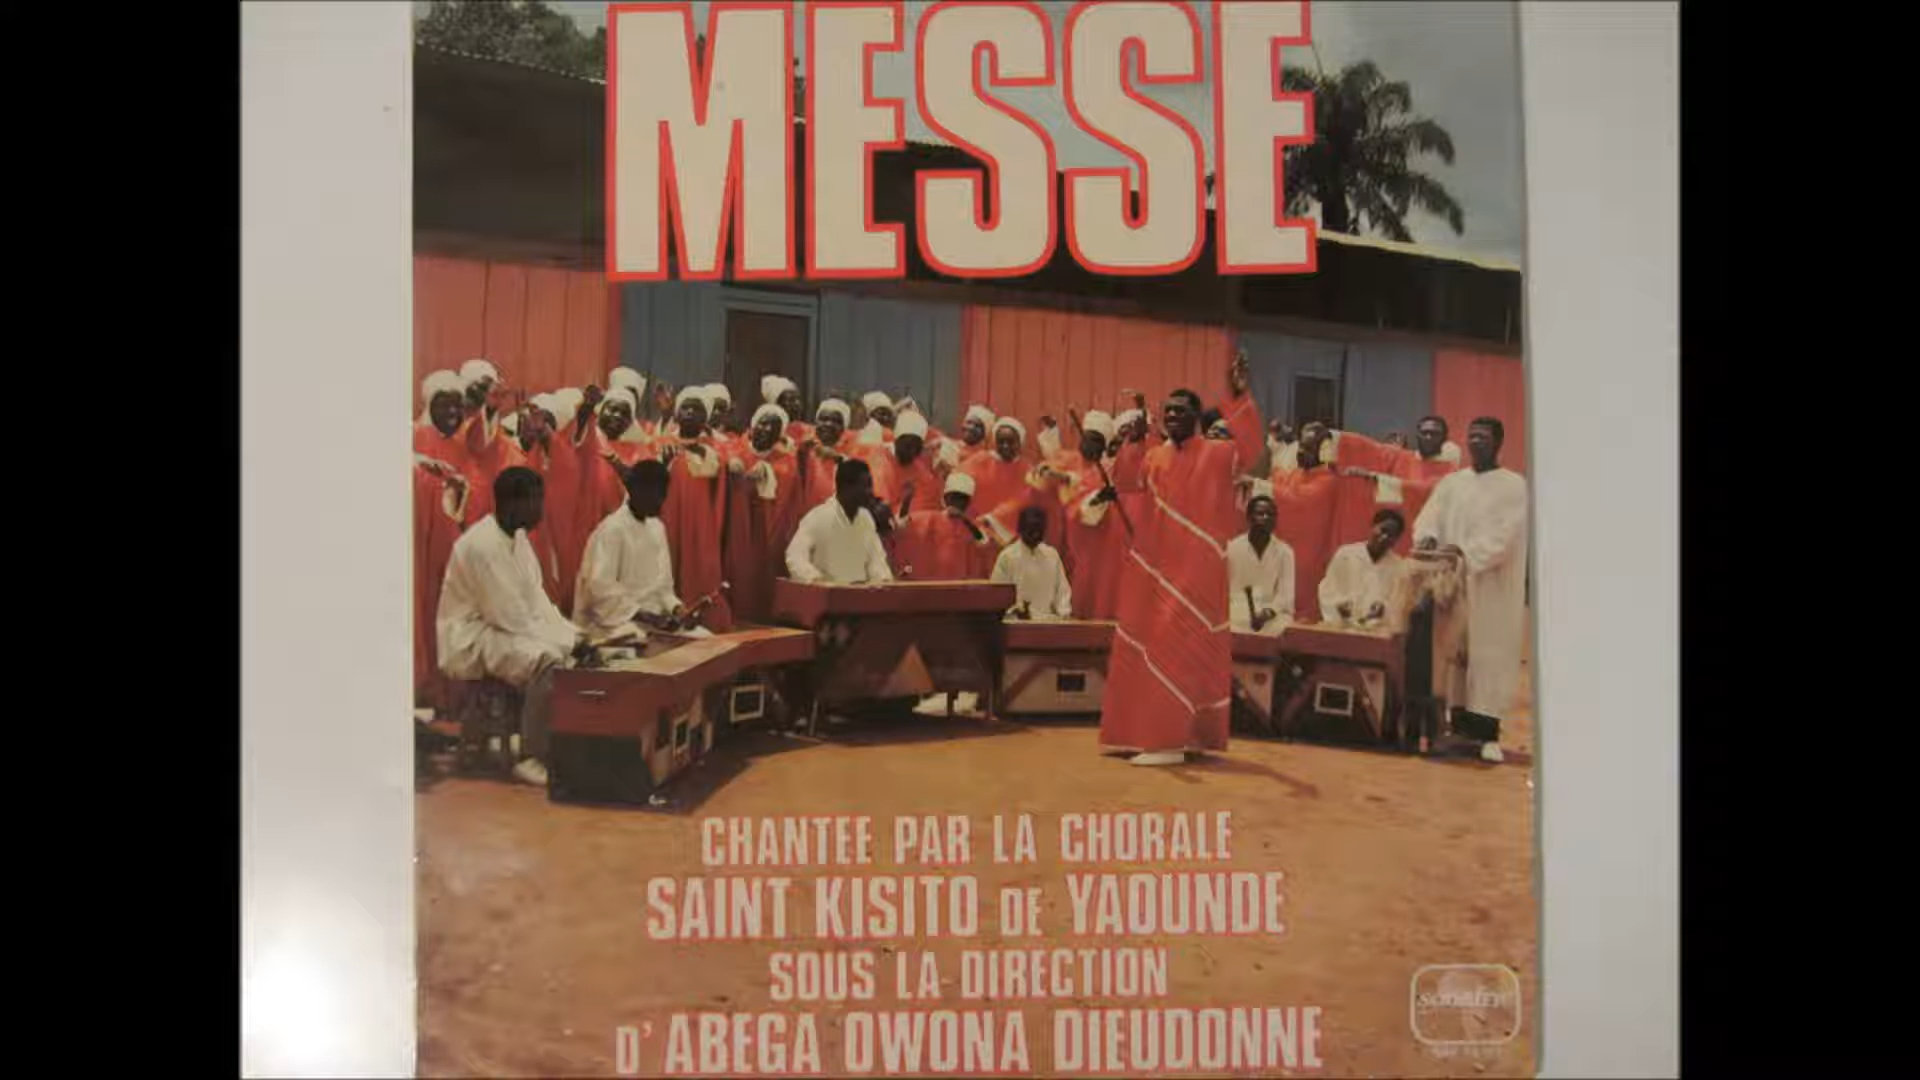 MESSE
CHANTEE PAR LA CHORALE
SAINT KISITO DE YAOUNDE
SOUS LA DIRECTION
D'ABEGA OWONA DIEUDONNE
sonafric